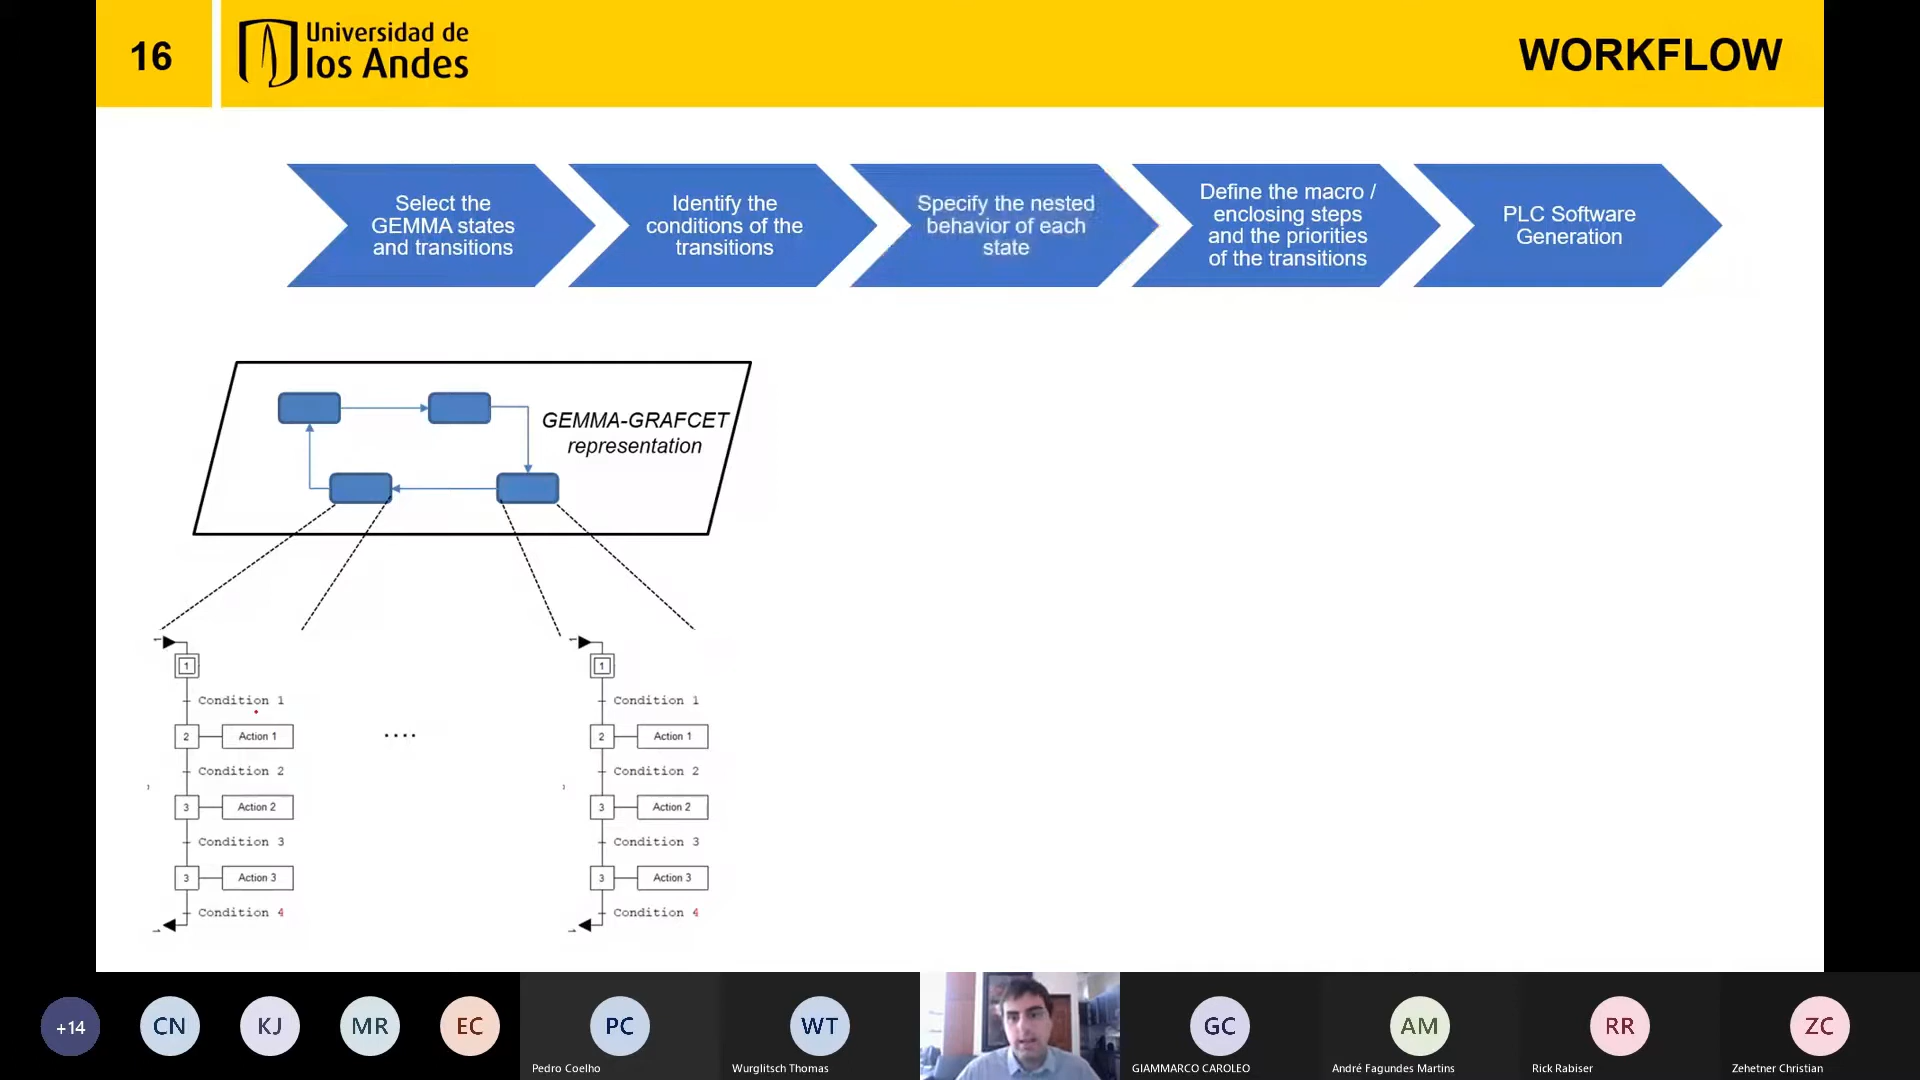 16
Universidad de
los Andes
WORKFLOW
Select the
GEMMA states
and transitions
Identify the
conditions of the
transitions
Specify the nested
behavior of each
state
Define the macro /
enclosing steps
and the priorities
of the transitions
PLC Software
Generation
GEMMA-GRAFCET
representation
1
Condition 1
2 Action 1
Condition 2
3 Action 2
Condition 3
3 Action 3
Condition 4
....
1
Condition 1
2 Action 1
Condition 2
3 Action 2
Condition 3
3 Action 3
Condition 4
+14
CN
KJ
MR
EC
PC
Pedro Coelho
WT
Wurglitsch Thomas
GC
GIAMMARCO CAROLEO
AM
André Fagundes Martins
RR
Rick Rabiser
ZC
Zehetner Christian